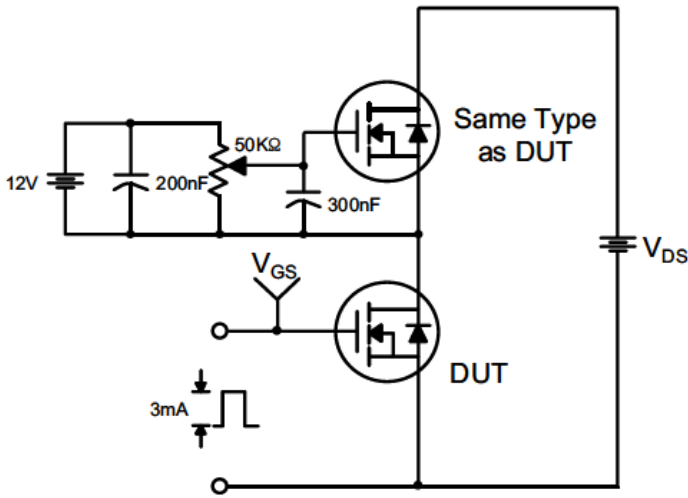 Same Type
as DUT
50KΩ
12V
200nF
300nF
VDS
VGS
DUT
3mA